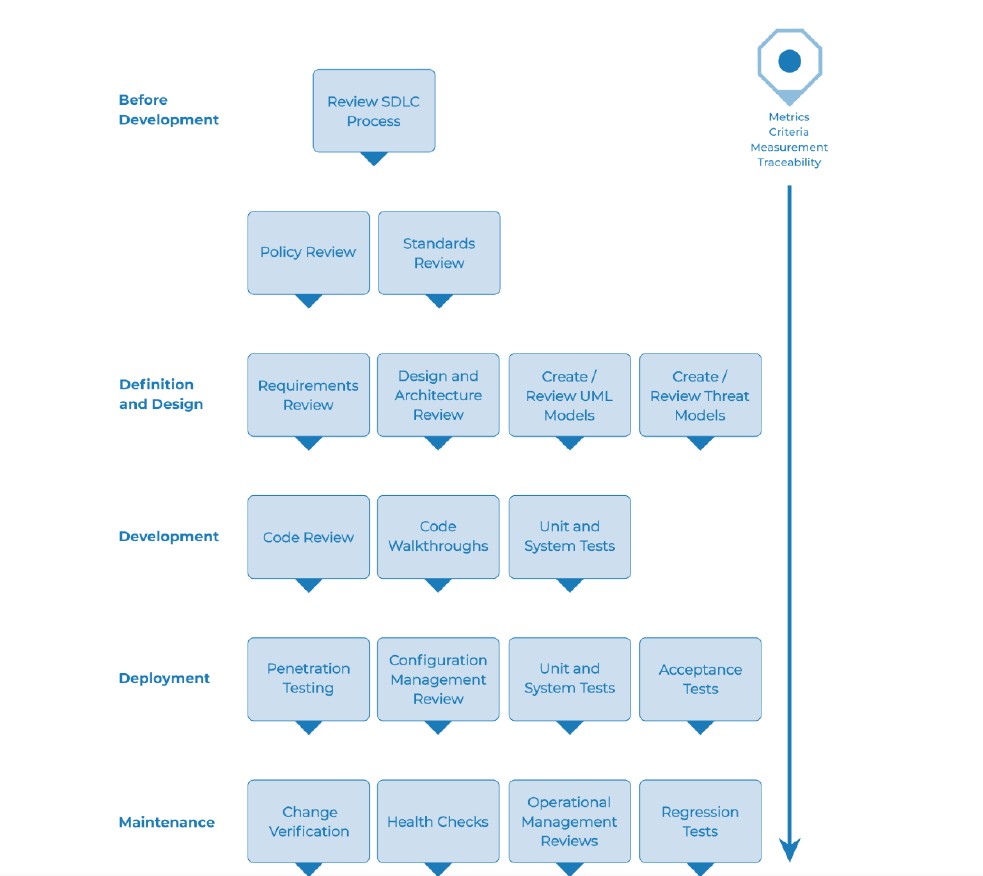 Before
Development
Review SDLC
Process
Metrics
Criteria
Measurement
Traceability
Policy Review
Standards
Review
Definition
and Design
Requirements
Review
Design and
Architecture
Review
Create /
Review UML
Models
Create /
Review Threat
Models
Development
Code Review
Code
Walkthroughs
Unit and
System Tests
Deployment
Penetration
Testing
Configuration
Management
Review
Unit and
System Tests
Acceptance
Tests
Maintenance
Change
Verification
Health Checks
Operational
Management
Reviews
Regression
Tests